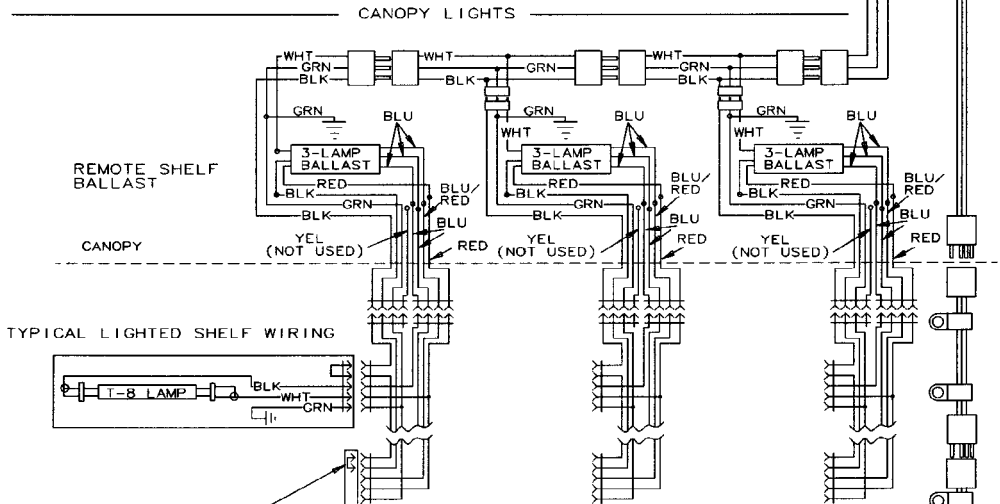 CANOPY LIGHTS
WHT WHT WHT
GRN GRN GRN
BLK BLK BLK
GRN BLU GRN BLU GRN BLU
WHT WHT
3-LAMP BALLAST 3-LAMP BALLAST 3-LAMP BALLAST
REMOTE SHELF
BALLAST
RED BLU/RED RED BLU/RED RED BLU/RED
BLK BLK BLK
GRN GRN GRN
BLK BLU BLK BLU BLK BLU
YEL (NOT USED) RED YEL (NOT USED) RED YEL (NOT USED) RED
CANOPY
TYPICAL LIGHTED SHELF WIRING
T-8 LAMP
BLK
WHT
GRN